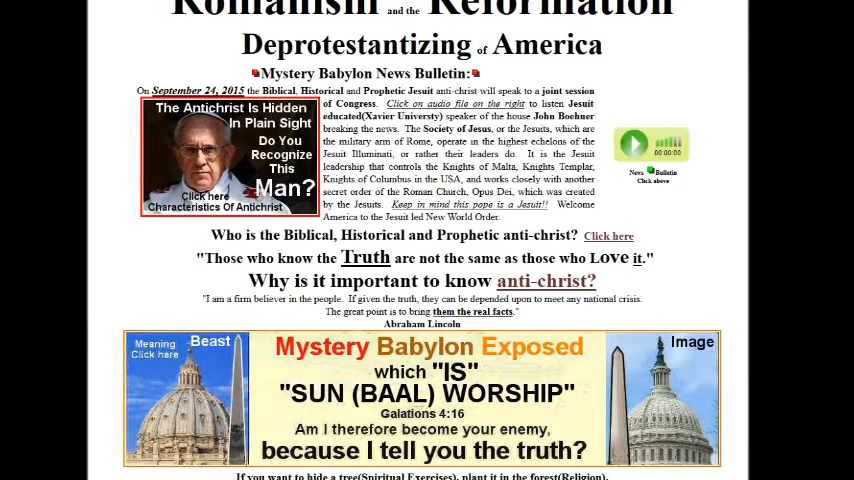 Romanism and the Reformation
Deprotestantizing of America
Mystery Babylon News Bulletin:
On September 24, 2015 the Biblical, Historical and Prophetic Jesuit anti-christ will speak to a joint session
of Congress. Click on audio file on the right to listen Jesuit
educated(Xavier Universty) speaker of the house John Boehner
breaking the news. The Society of Jesus, or the Jesuits, which are
the military arm of Rome, operate in the highest echelons of the
Jesuit Illuminati, or rather their leaders do. It is the Jesuit
leadership that controls the Knights of Malta, Knights Templar,
Knights of Columbus in the USA, and works closely with another
secret order of the Roman Church, Opus Dei, which was created
by the Jesuits. Keep in mind this pope is a Jesuit!! Welcome
America to the Jesuit led New World Order.
The Antichrist Is Hidden
In Plain Sight
Do You
Recognize
This
Man?
Click here
Characteristics Of Antichrist
00:00:00
News Bulletin
Click above
Who is the Biblical, Historical and Prophetic anti-christ? Click here
"Those who know the Truth are not the same as those who Love it."
Why is it important to know anti-christ?
"I am a firm believer in the people. If given the truth, they can be depended upon to meet any national crisis.
The great point is to bring them the real facts."
Abraham Lincoln
Meaning
Click here
Beast
Mystery Babylon Exposed
which "IS"
"SUN (BAAL) WORSHIP"
Galations 4:16
Am I therefore become your enemy,
because I tell you the truth?
Image
If you want to hide a tree(Spiritual Exercises), plant it in the forest(Religion).